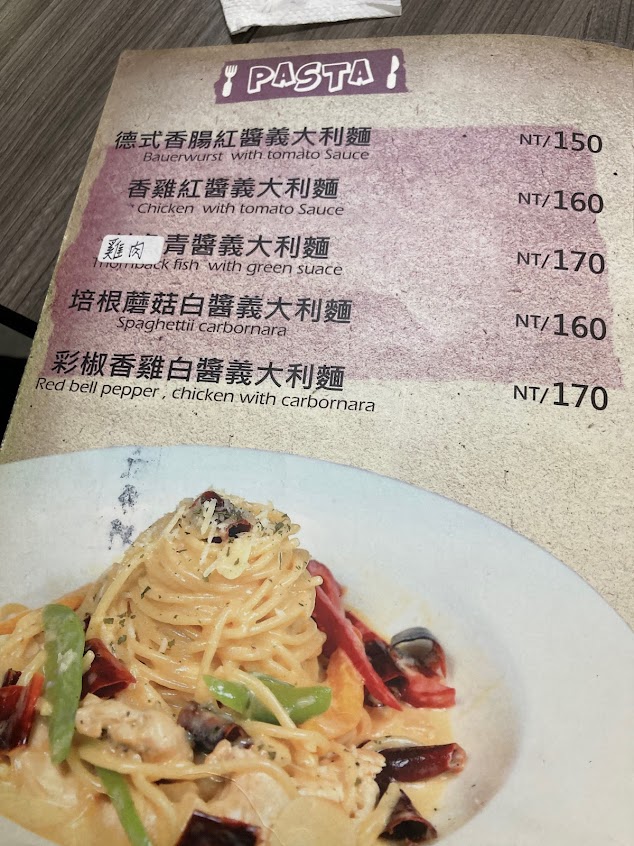 PASTA
德式香腸紅醬義大利麵 NT/150
Bauerwurst with tomato Sauce
香雞紅醬義大利麵 NT/160
Chicken with tomato Sauce
雞肉青醬義大利麵 NT/170
Thornback fish with green suace
培根蘑菇白醬義大利麵 NT/160
Spaghettii carbornara
彩椒香雞白醬義大利麵 NT/170
Red bell pepper , chicken with carbornara